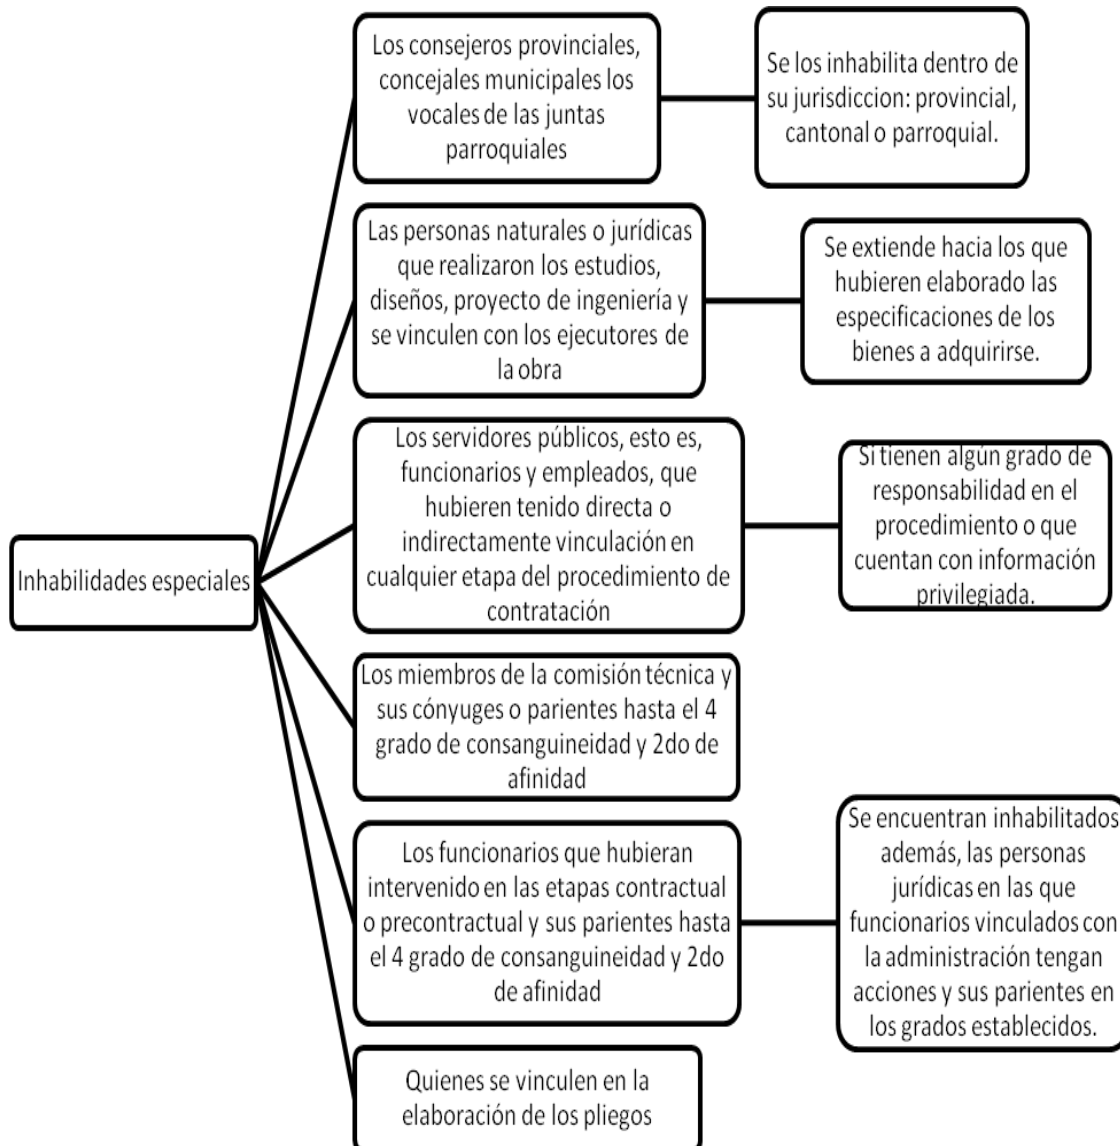 Inhabilidades especiales
Los consejeros provinciales,
concejales municipales los
vocales de las juntas
parroquiales
Se los inhabilita dentro de
su jurisdiccion: provincial,
cantonal o parroquial.
Las personas naturales o jurídicas
que realizaron los estudios,
diseños, proyecto de ingeniería y
se vinculen con los ejecutores de
la obra
Se extiende hacia los que
hubieren elaborado las
especificaciones de los
bienes a adquirirse.
Los servidores públicos, esto es,
funcionarios y empleados, que
hubieren tenido directa o
indirectamente vinculación en
cualquier etapa del procedimiento de
contratación
Si tienen algún grado de
responsabilidad en el
procedimiento o que
cuentan con información
privilegiada.
Los miembros de la comisión técnica y
sus cónyuges o parientes hasta el 4
grado de consanguineidad y 2do de
afinidad
Los funcionarios que hubieran
intervenido en las etapas contractual
o precontractual y sus parientes hasta
el 4 grado de consanguineidad y 2do
de afinidad
Se encuentran inhabilitados
además, las personas
jurídicas en las que
funcionarios vinculados con
la administración tengan
acciones y sus parientes en
los grados establecidos.
Quienes se vinculen en la
elaboración de los pliegos